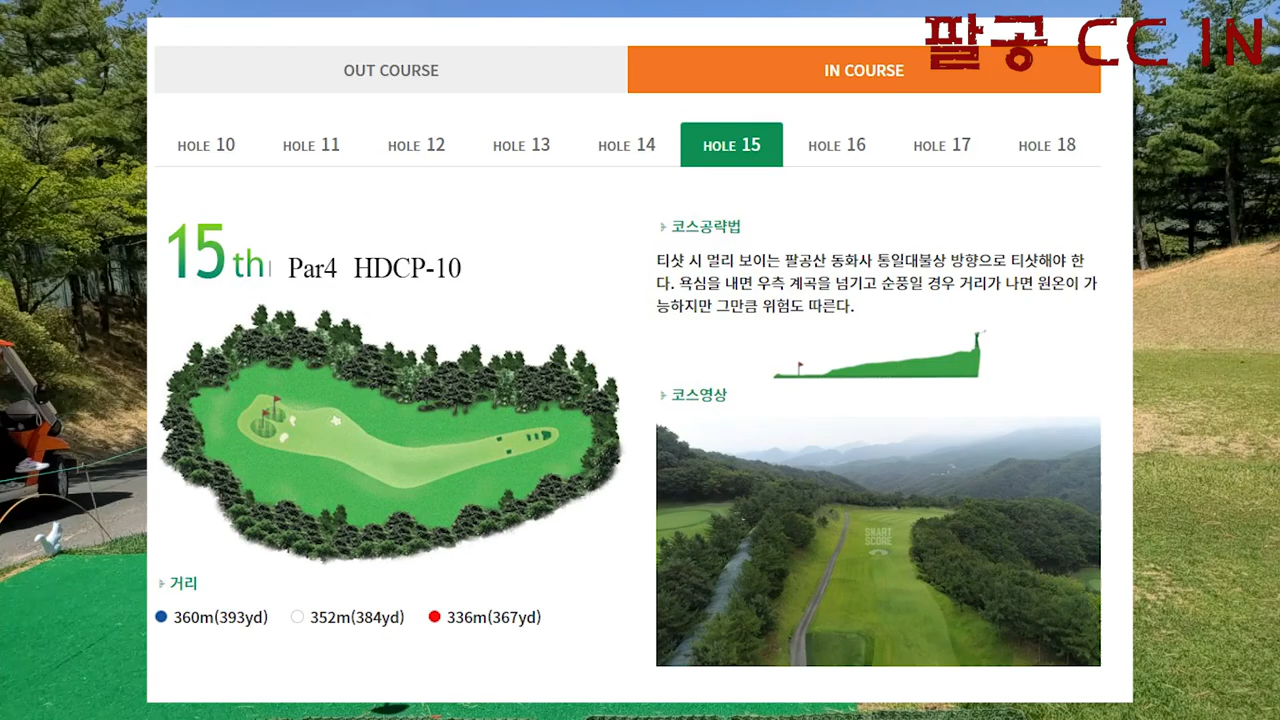 팔공 CC IN
OUT COURSE
IN COURSE
HOLE 10
HOLE 11
HOLE 12
HOLE 13
HOLE 14
HOLE 15
HOLE 16
HOLE 17
HOLE 18
15th
Par4 HDCP-10
코스공략법
티샷 시 멀리 보이는 팔공산 동화사 통일대불상 방향으로 티샷해야 한
다. 욕심을 내면 우측 계곡을 넘기고 순풍일 경우 거리가 나면 원온이 가
능하지만 그만큼 위험도 따른다.
코스영상
SMART
SCORE
거리
360m(393yd)
352m(384yd)
336m(367yd)